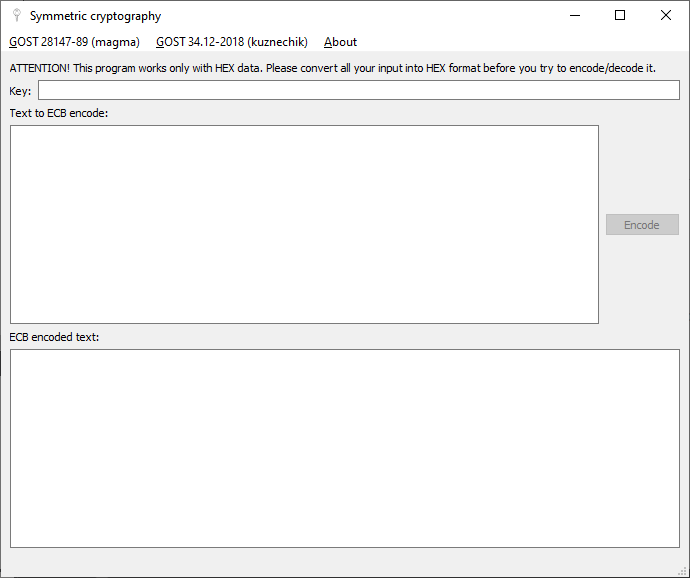 Symmetric cryptography
GOST 28147-89 (magma) GOST 34.12-2018 (kuznechik) About
ATTENTION! This program works only with HEX data. Please convert all your input into HEX format before you try to encode/decode it.
Key:
Text to ECB encode:
Encode
ECB encoded text: